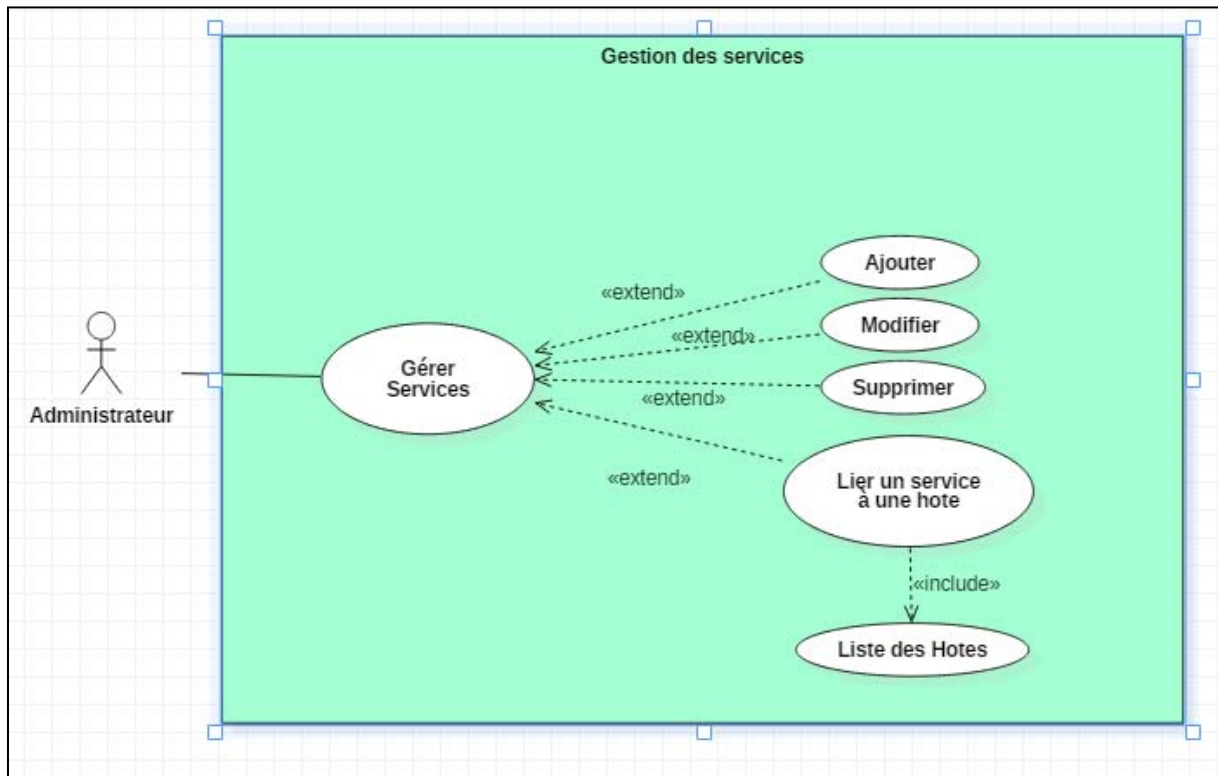 Gestion des services
Ajouter
«extend»
Modifier
«extend»
Gérer
Services
Supprimer
«extend»
Administrateur
«extend»
Lier un service
à une hote
«include»
Liste des Hotes